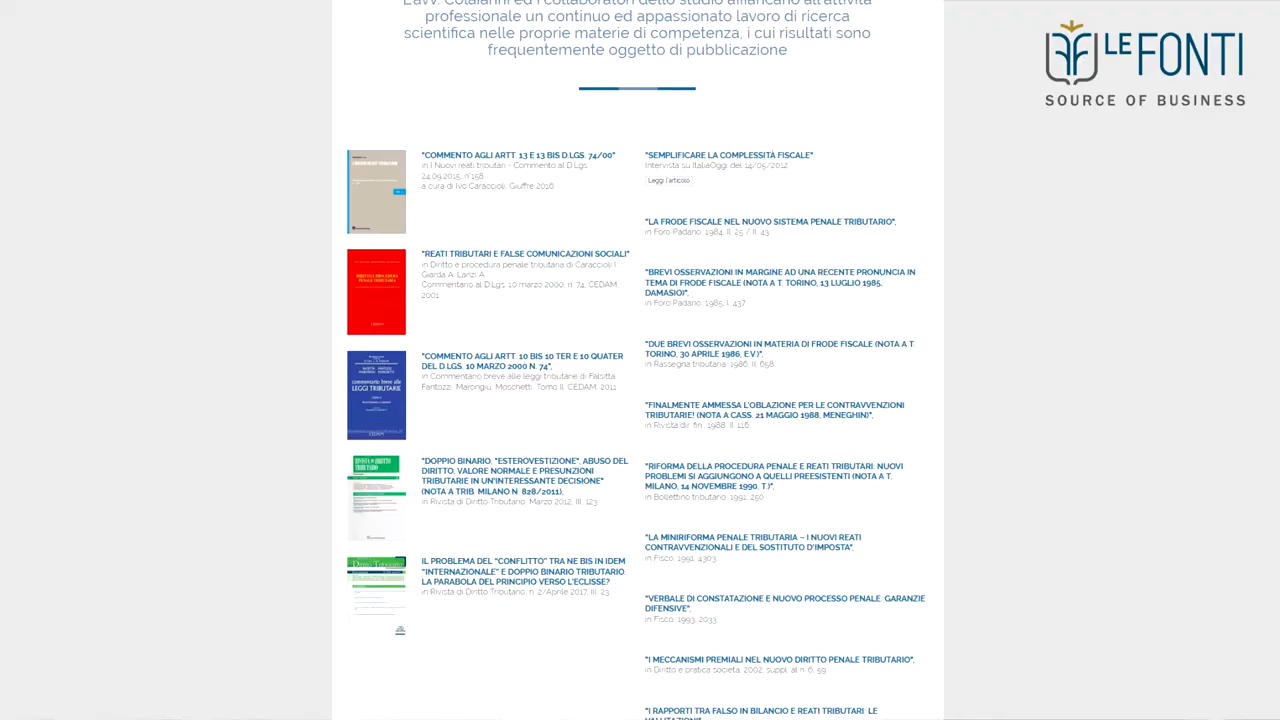 L'avv. Colaianni ed i collaboratori dello studio affiancano all'attività
professionale un continuo ed appassionato lavoro di ricerca
scientifica nelle proprie materie di competenza, i cui risultati sono
frequentemente oggetto di pubblicazione
LE FONTI
SOURCE OF BUSINESS
"COMMENTO AGLI ARTT. 13 E 13 BIS D.LGS. 74/00"
in I Nuovi reati tributari - Commento al D.Lgs.
24.09.2015, n°158
a cura di Ivo Caraccioli, Giuffrè 2016
"REATI TRIBUTARI E FALSE COMUNICAZIONI SOCIALI"
in Diritto e procedura penale tributaria di Caraccioli I.
Giarda A. Lanzi A.
Commentario al D.Lgs. 10 marzo 2000, n. 74, CEDAM,
2001
DIRITTO E PROCEDURA
PENALE TRIBUTARIA
"COMMENTO AGLI ARTT. 10 BIS 10 TER E 10 QUATER
DEL D.LGS. 10 MARZO 2000 N. 74",
in Commentario breve alle leggi tributarie di Falsitta,
Fantozzi, Marongiu, Moschetti, Tomo II, CEDAM, 2011
commentario breve alle
LEGGI TRIBUTARIE
CEDAM
"DOPPIO BINARIO, "ESTEROVESTIZIONE", ABUSO DEL
DIRITTO, VALORE NORMALE E PRESUNZIONI
TRIBUTARIE IN UN'INTERESSANTE DECISIONE"
(NOTA A TRIB. MILANO N. 828/2011),
in Rivista di Diritto Tributario, Marzo 2012, III, 123
RIVISTA DI DIRITTO
TRIBUTARIO
IL PROBLEMA DEL "CONFLITTO" TRA NE BIS IN IDEM
"INTERNAZIONALE" E DOPPIO BINARIO TRIBUTARIO.
LA PARABOLA DEL PRINCIPIO VERSO L'ÉCLISSE?
in Rivista di Diritto Tributario, n. 2/Aprile 2017, III, 23
"SEMPLIFICARE LA COMPLESSITÀ FISCALE"
Intervista su ItaliaOggi del 14/05/2012
Leggi l'articolo
"LA FRODE FISCALE NEL NUOVO SISTEMA PENALE TRIBUTARIO",
in Foro Padano, 1984, II, 25 / II, 43
"BREVI OSSERVAZIONI IN MARGINE AD UNA RECENTE PRONUNCIA IN
TEMA DI FRODE FISCALE (NOTA A T. TORINO, 13 LUGLIO 1985,
DAMASIO)",
in Foro Padano, 1985, I, 437
"DUE BREVI OSSERVAZIONI IN MATERIA DI FRODE FISCALE (NOTA A T.
TORINO, 30 APRILE 1986, E.V.)",
in Rassegna tributaria, 1986, II, 658
"FINALMENTE AMMESSA L'OBLAZIONE PER LE CONTRAVVENZIONI
TRIBUTARIE! (NOTA A CASS. 21 MAGGIO 1988, MENEGHINI)",
in Rivista dir. fin., 1988, II, 116
"RIFORMA DELLA PROCEDURA PENALE E REATI TRIBUTARI: NUOVI
PROBLEMI SI AGGIUNGONO A QUELLI PREESISTENTI (NOTA A T.
MILANO, 14 NOVEMBRE 1990, T.)",
in Bollettino tributario, 1991, 250
"LA MINIRIFORMA PENALE TRIBUTARIA – I NUOVI REATI
CONTRAVVENZIONALI E DEL SOSTITUTO D'IMPOSTA",
in Fisco, 1991, 4303
"VERBALE DI CONSTATAZIONE E NUOVO PROCESSO PENALE: GARANZIE
DIFENSIVE",
in Fisco, 1993, 2033
"I MECCANISMI PREMIALI NEL NUOVO DIRITTO PENALE TRIBUTARIO",
in Diritto e pratica società, 2002, suppl. al n. 6, 59
"I RAPPORTI TRA FALSO IN BILANCIO E REATI TRIBUTARI: LE